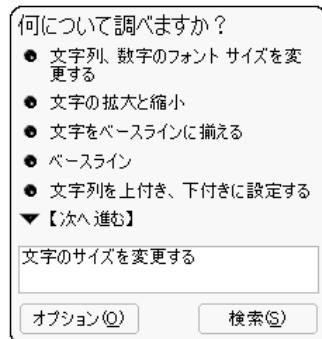 何について調べますか？
文字列、数字のフォント サイズを変
更する
文字の拡大と縮小
文字をベースラインに揃える
ベースライン
文字列を上付き、下付きに設定する
▼【次へ進む】
文字のサイズを変更する
オプション(O) 検索(S)